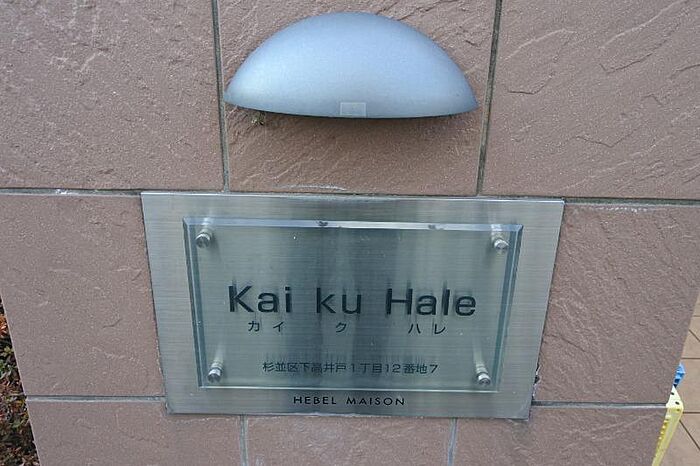 Kai ku Hale
カイ ク ハレ
杉並区下高井戸1丁目12番地7
HEBEL MAISON